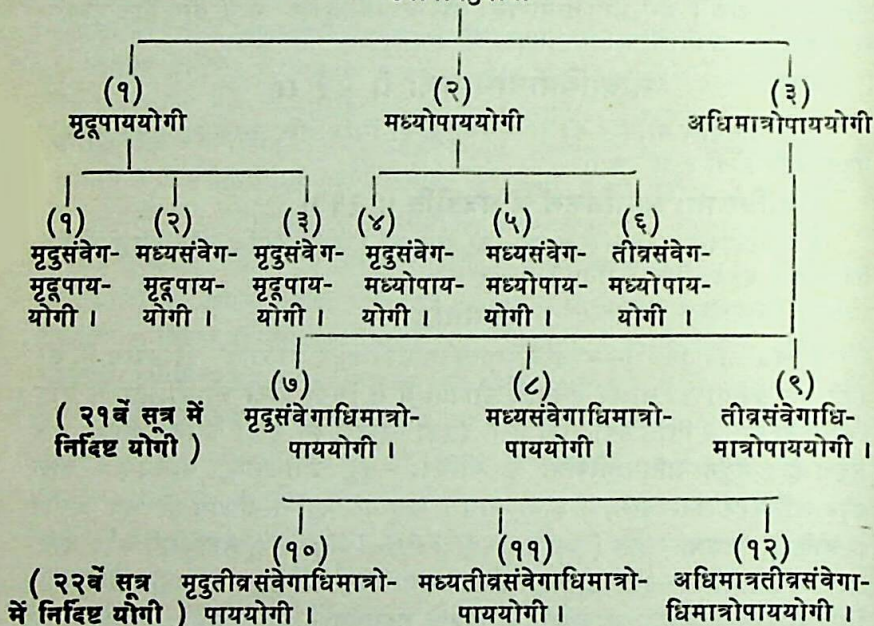 (१) (२) (३)
मृदूपाययोगी मध्योपाययोगी अधिमात्रोपाययोगी
(१) (२) (३) (४) (५) (६)
मृदुसंवेग- मध्यसंवेग- मृदुसंवेग- मृदुसंवेग- मध्यसंवेग- तीव्रसंवेग-
मृदूपाय- मृदूपाय- मृदूपाय- मध्योपाय- मध्योपाय- मध्योपाय-
योगी । योगी । योगी । योगी । योगी । योगी ।
(७) (८) (९)
( २१वें सूत्र में मृदुसंवेगाधिमात्रो- मध्यसंवेगाधिमात्रो- तीव्रसंवेगाधि-
निर्दिष्ट योगी ) पाययोगी । पाययोगी । मात्रोपाययोगी ।
(१०) (११) (१२)
( २२वें सूत्र मृदुतीव्रसंवेगाधिमात्रो- मध्यतीव्रसंवेगाधिमात्रो- अधिमात्रतीव्रसंवेगा-
में निर्दिष्ट योगी ) पाययोगी । पाययोगी । धिमात्रोपाययोगी ।